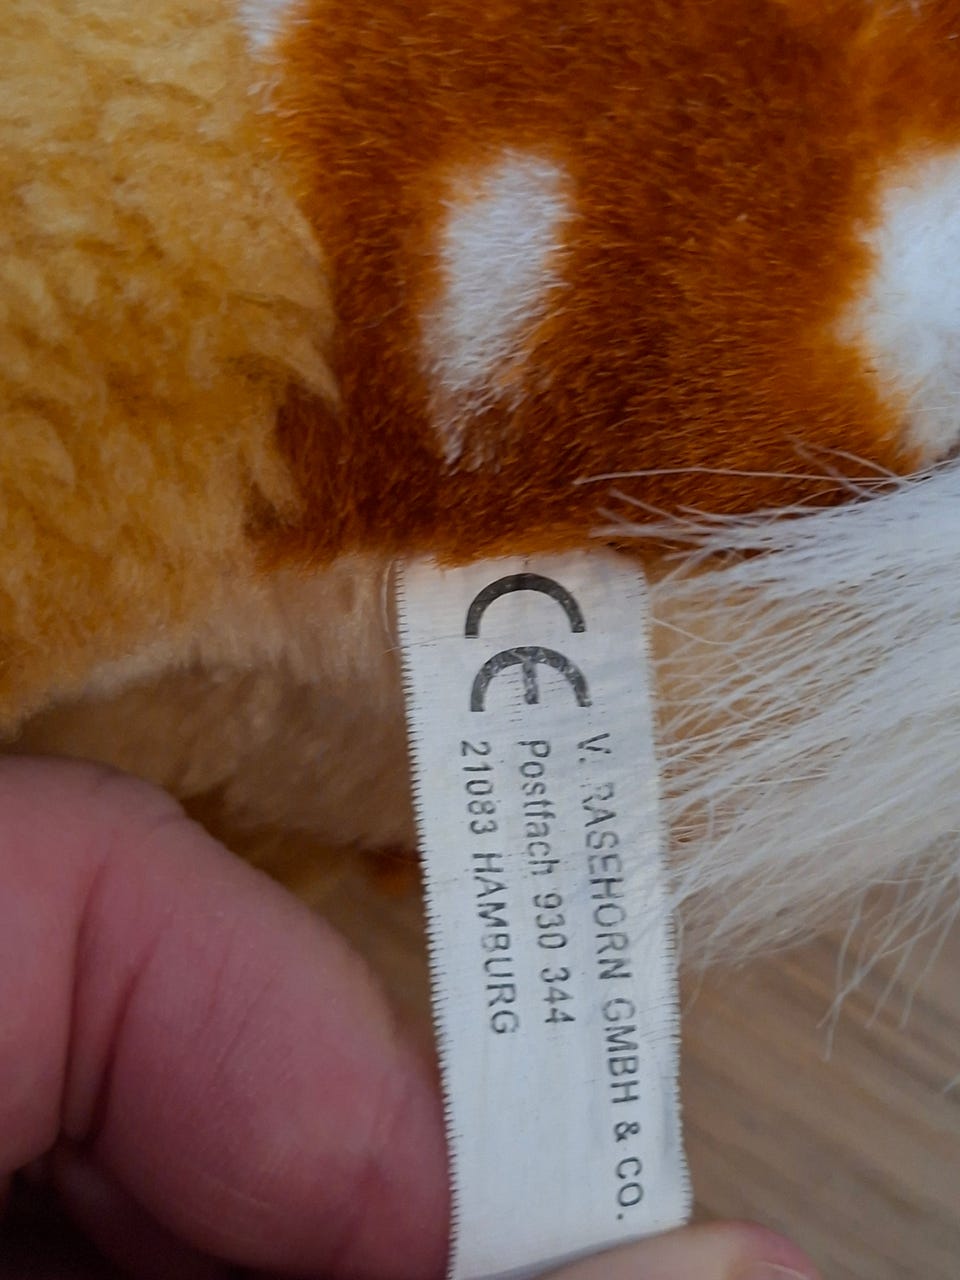 CE
V. RASEHORN GMBH & CO.
Postfach 930 344
21083 HAMBURG